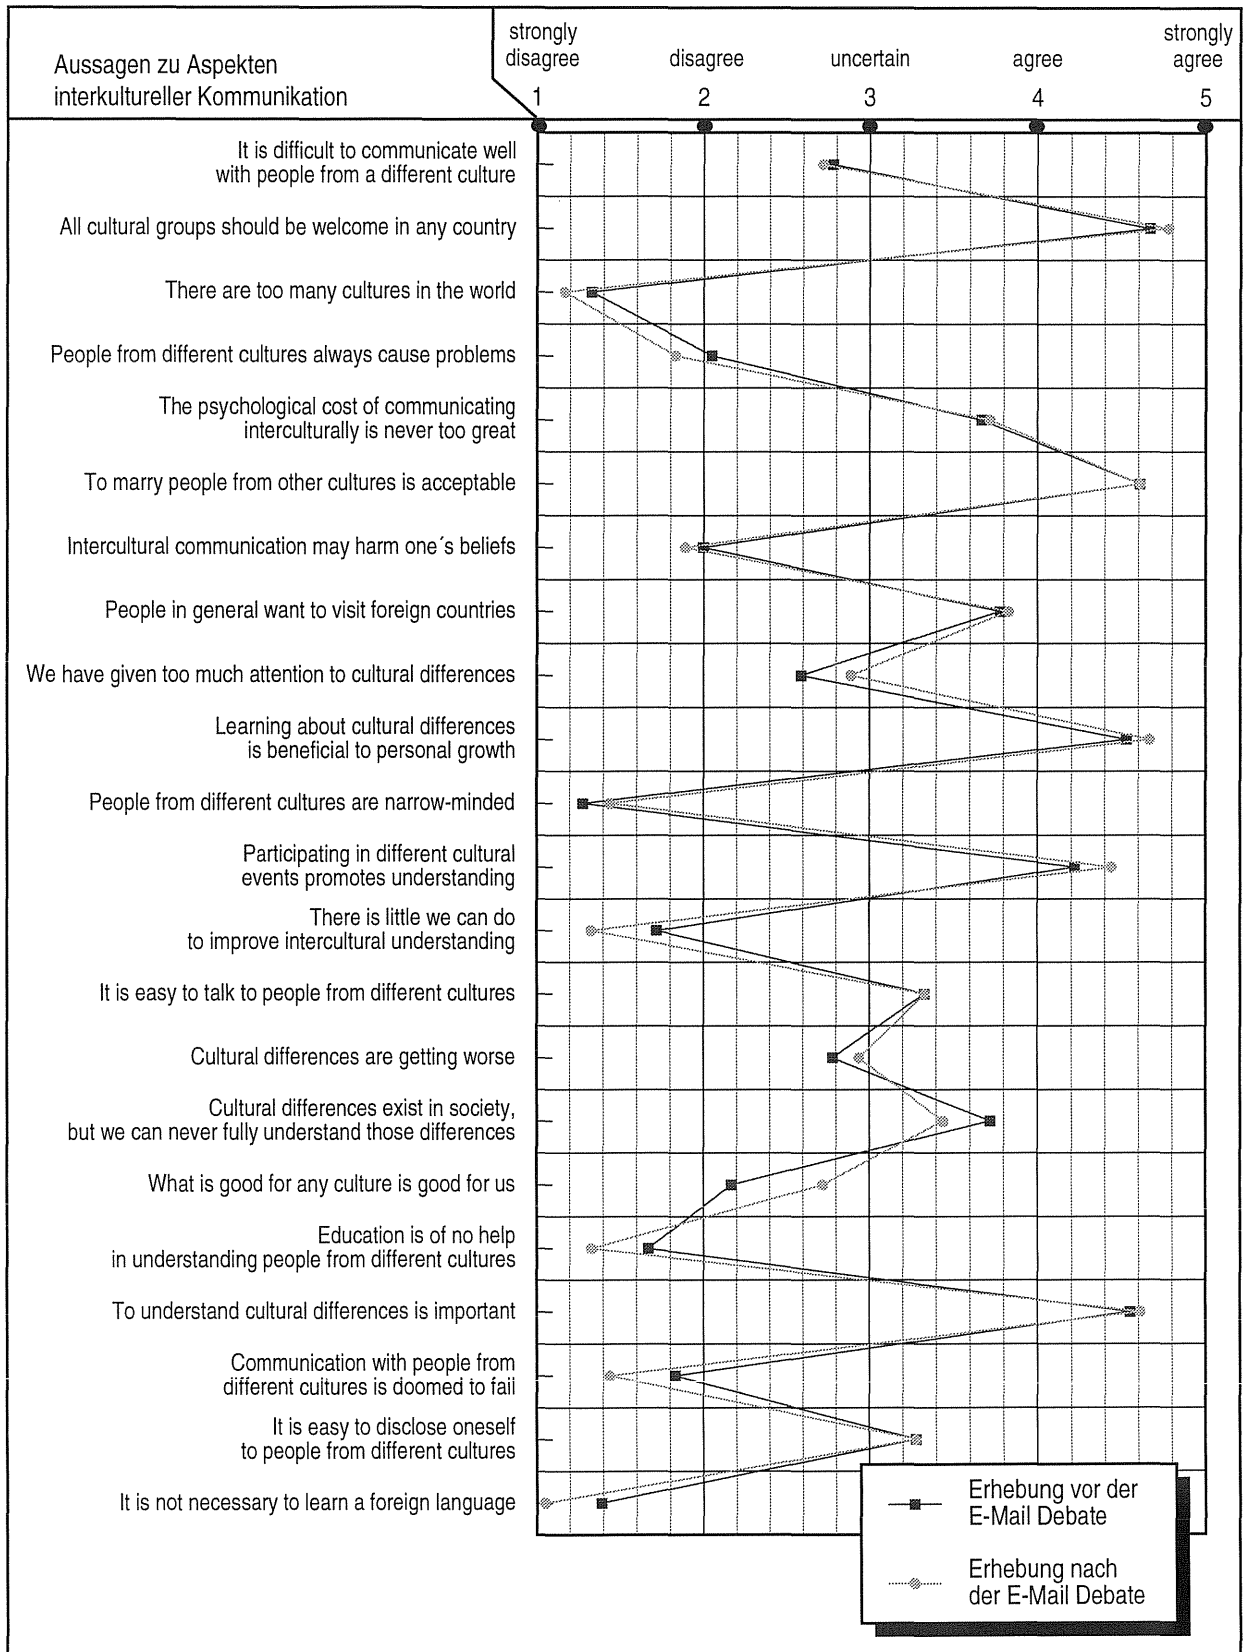 Aussagen zu Aspekten
interkultureller Kommunikation
strongly disagree
disagree
uncertain
agree
strongly agree
1 2 3 4 5
It is difficult to communicate well
with people from a different culture
All cultural groups should be welcome in any country
There are too many cultures in the world
People from different cultures always cause problems
The psychological cost of communicating
interculturally is never too great
To marry people from other cultures is acceptable
Intercultural communication may harm one´s beliefs
People in general want to visit foreign countries
We have given too much attention to cultural differences
Learning about cultural differences
is beneficial to personal growth
People from different cultures are narrow-minded
Participating in different cultural
events promotes understanding
There is little we can do
to improve intercultural understanding
It is easy to talk to people from different cultures
Cultural differences are getting worse
Cultural differences exist in society,
but we can never fully understand those differences
What is good for any culture is good for us
Education is of no help
in understanding people from different cultures
To understand cultural differences is important
Communication with people from
different cultures is doomed to fail
It is easy to disclose oneself
to people from different cultures
It is not necessary to learn a foreign language
Erhebung vor der
E-Mail Debate
Erhebung nach
der E-Mail Debate